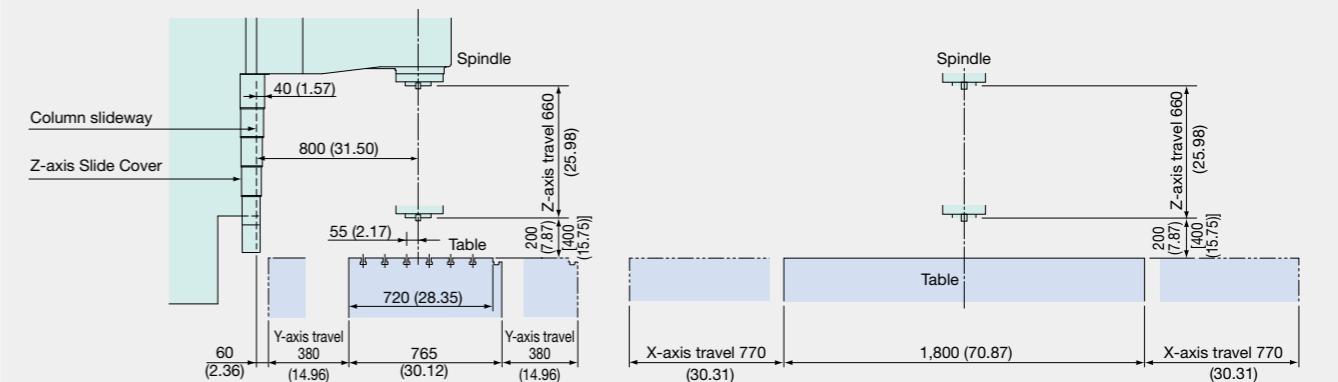 Spindle
40 (1.57)
Column slideway
800 (31.50)
Z-axis Slide Cover
Z-axis travel 660
(25.98)
55 (2.17)
Table
200
(7.87)
[400
(15.75)]
720 (28.35)
60
(2.36)
Y-axis travel
380
(14.96)
765
(30.12)
Y-axis travel
380
(14.96)
Spindle
Z-axis travel 660
(25.98)
200
(7.87)
[400
(15.75)]
Table
X-axis travel 770
(30.31)
1,800 (70.87)
X-axis travel 770
(30.31)